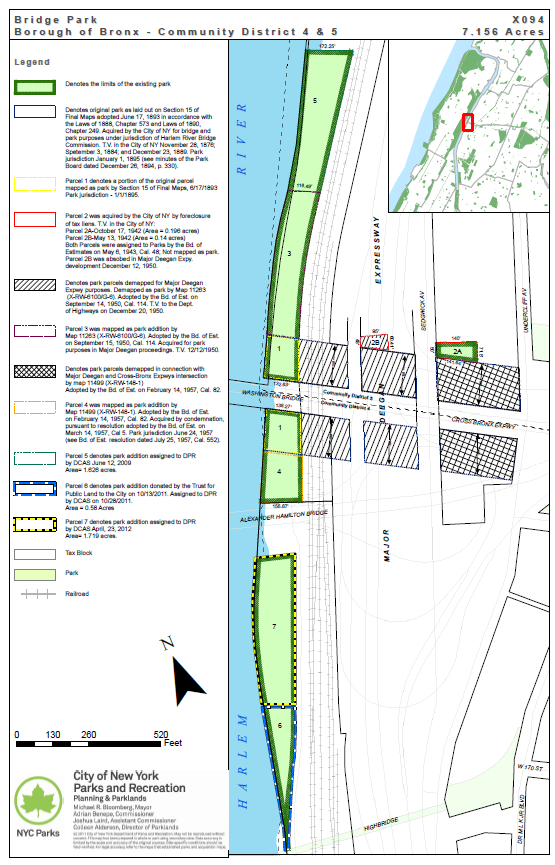 Bridge Park
X094
Borough of Bronx - Community District 4 & 5
7.156 Acres
Legend
Denotes the limits of the existing park
Denotes original park as laid out on Section 15 of
Final Maps adopted June 17, 1893 in accordance with
the Laws of 1888, Chapter 573 and Laws of 1890,
Chapter 249. Aquired by the City of NY for bridge and
park purposes under jurisdiction of Harlem River Bridge
Commission. T.V. in the City NY November 28, 1876;
Spetember 3, 1884; and December 23, 1889. Park
jurisdiction January 1, 1895 (see minutes of the Park
Board dated December 26, 1894, p. 330).
Parcel 1 denotes a portion of the original parcel
mapped as park by Section 15 of Final Maps, 6/17/1893
Park jurisdiction - 1/1/1895.
Parcel 2 was aquired by the City of NY by foreclosure
of tax liens. T.V. in the City of NY:
Parcel 2A-October 17, 1942 (Area = 0.196 acres)
Parcel 2B-May 13, 1942 (Area = 0.14 acres)
Both Parcels were assigned to Parks by the Bd. of
Estimates on May 6, 1943, Cal. 48; Not mapped as park.
Parcel 2B was absobed in Major Deegan Expy.
development December 12, 1950.
Denotes park parcels demapped for Major Deegan
Expwy purposes. Demapped as park by Map 11263
(X-RW-6100/G-6). Adopted by the Bd. of Est. on
September 14, 1950, Cal. 114. T.V. to the Dept.
of Highways on December 20, 1950.
Parcel 3 was mapped as park addition by
Map 11263 (X-RW-6100/G-6). Adopted by the Bd. of Est.
on September 15, 1950, Cal. 114. Acquired for park
purposes in Major Deegan proceedings. T.V. 12/12/1950.
Denotes park parcels demapped in connection with
Major Deegan and Cross-Bronx Expwys intersection
by map 11499 (X-RW-148-1)
Adopted by the Bd. of Est. on February 14, 1957, Cal. 82.
Parcel 4 was mapped as park addition by
Map 11499 (X-RW-148-1). Adopted by the Bd. of Est.
on February 14, 1957, Cal. 82. Acquired by condemnation,
pursuant to resolution adopted by the Bd. of Est. on
March 14, 1957, Cal 5. Park jurisdiction June 24, 1957
(see Bd. of Est. resolution dated July 25, 1957, Cal. 552).
Parcel 5 denotes park addition assigned to DPR
by DCAS June 12, 2009
Area= 1.626 acres.
Parcel 6 denotes park addition donated by the Trust for
Public Land to the City on 10/13/2011. Assigned to DPR
by DCAS on 10/28/2011.
Area = 0.58 Acres
Parcel 7 denotes park addition assigned to DPR
by DCAS April, 23, 2012
Area= 1.719 acres.
Tax Block
Park
Railroad
N
0 130 260 520
Feet
City of New York
Parks and Recreation
Planning & Parklands
Michael R. Bloomberg, Mayor
Adrian Benepe, Commissioner
Joshua Laird, Assistant Commissioner
Colleen Alderson, Director of Parklands
NYC Parks
RIVER
HARLEM
172.25'
5
3
1
EXPRESSWAY
DEEGAN
MAJOR
SEDGWICK AV
UNDERCLIFF AV
2B
2A
Community District 5
Community District 4
WASHINGTON BRIDGE
CROSS BRONX EXPWY
1
4
ALEXANDER HAMILTON BRIDGE
7
6
HIGHBRIDGE
W 170 ST
DR M L K JR BLVD